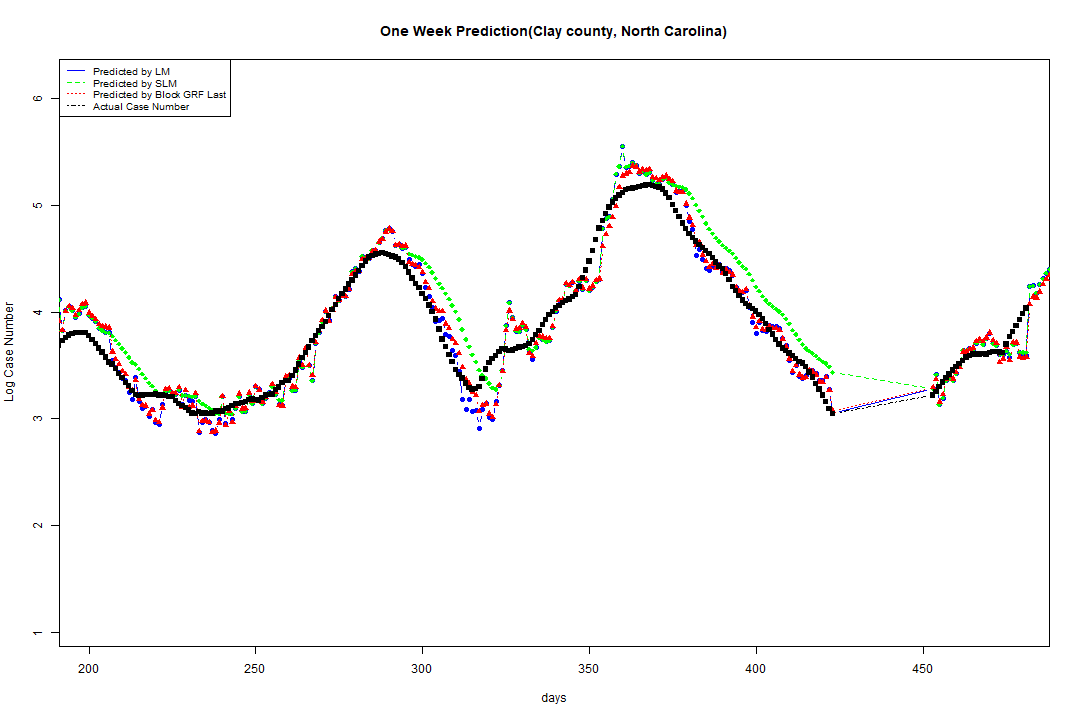 One Week Prediction(Clay county, North Carolina)
Predicted by LM
Predicted by SLM
Predicted by Block GRF Last
Actual Case Number
6
5
4
3
2
1
Log Case Number
200 250 300 350 400 450
days